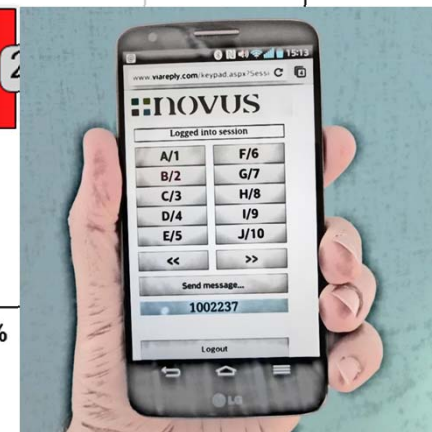 2
%
15:13
www.viareply.com/keypad.aspx?Sessi
NOVUS
Logged into session
A/1 F/6
B/2 G/7
C/3 H/8
D/4 I/9
E/5 J/10
<< >>
Send message...
1002237
Logout
LG